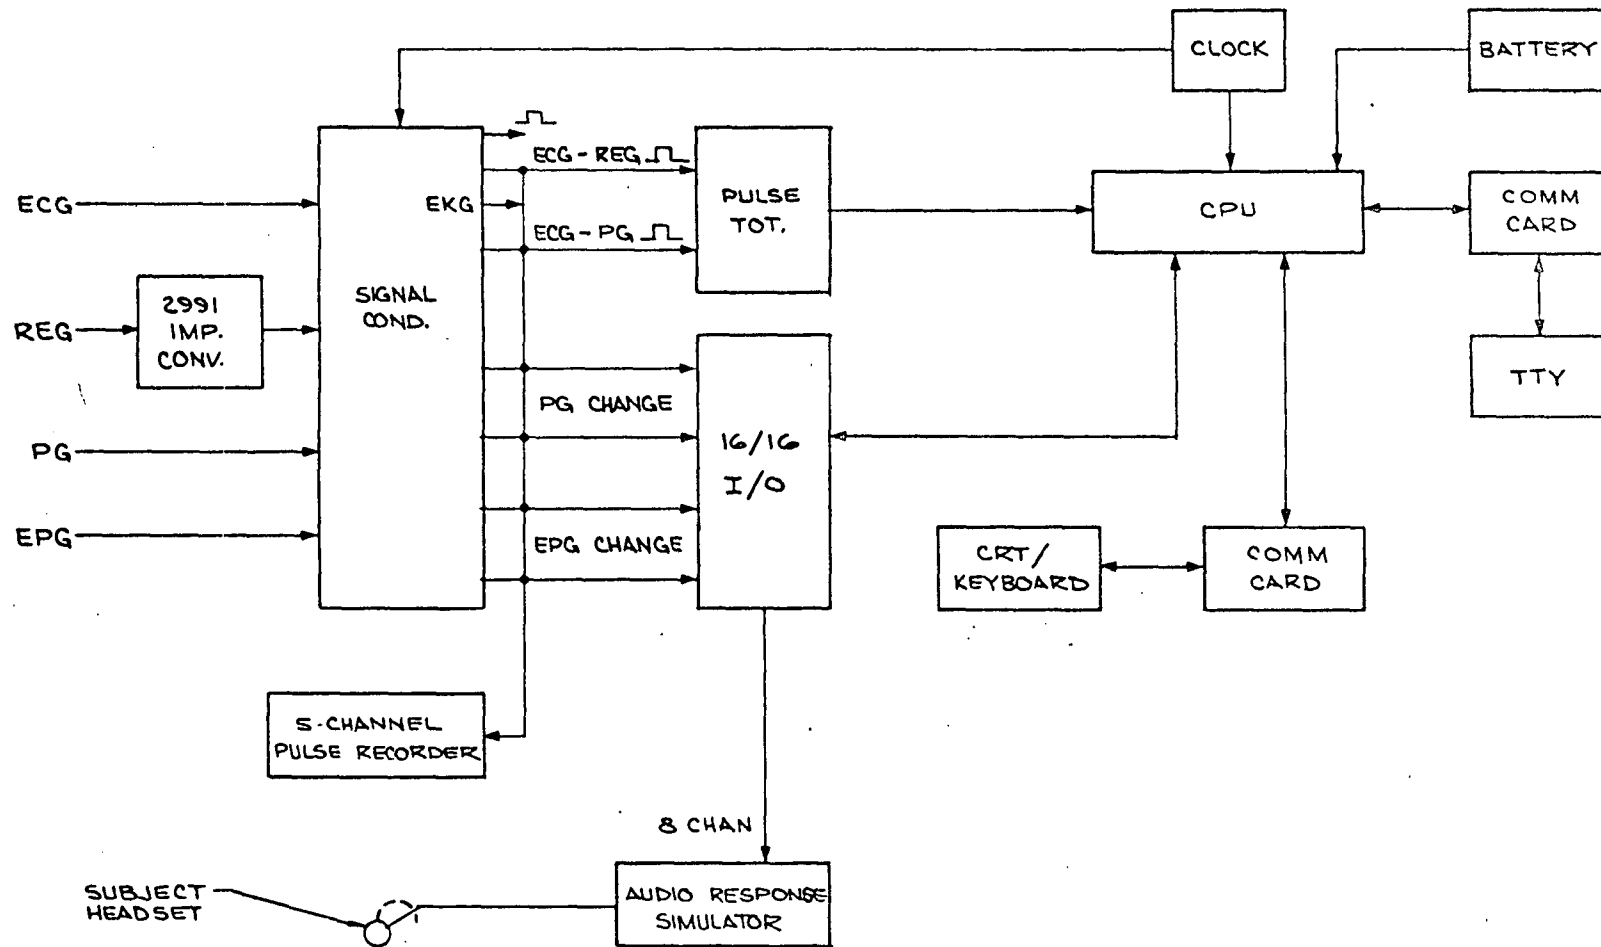 CLOCK
BATTERY
ECG-REG
ECG
EKG
PULSE
TOT.
CPU
COMM
CARD
ECG-PG
2991
IMP.
CONV.
REG
SIGNAL
COND.
TTY
PG CHANGE
16/16
I/O
PG
EPG
EPG CHANGE
CRT/
KEYBOARD
COMM
CARD
5-CHANNEL
PULSE RECORDER
8 CHAN
SUBJECT
HEADSET
AUDIO RESPONSE
SIMULATOR